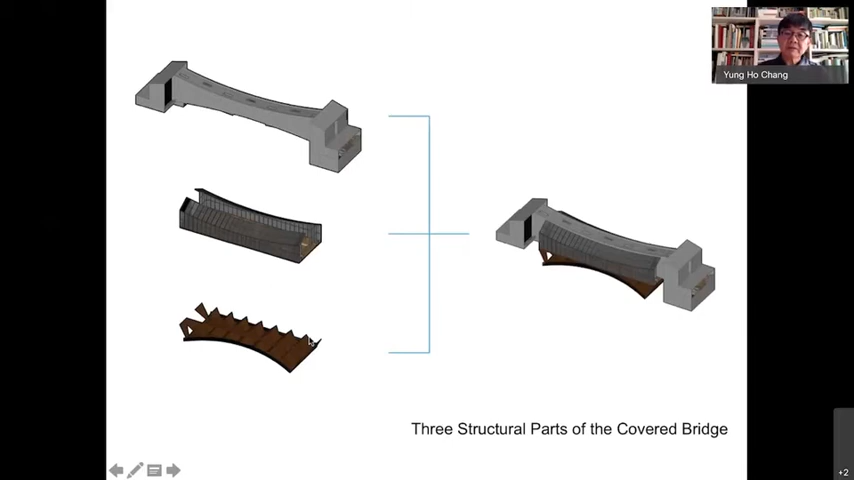 Yung Ho Chang
Three Structural Parts of the Covered Bridge
+2